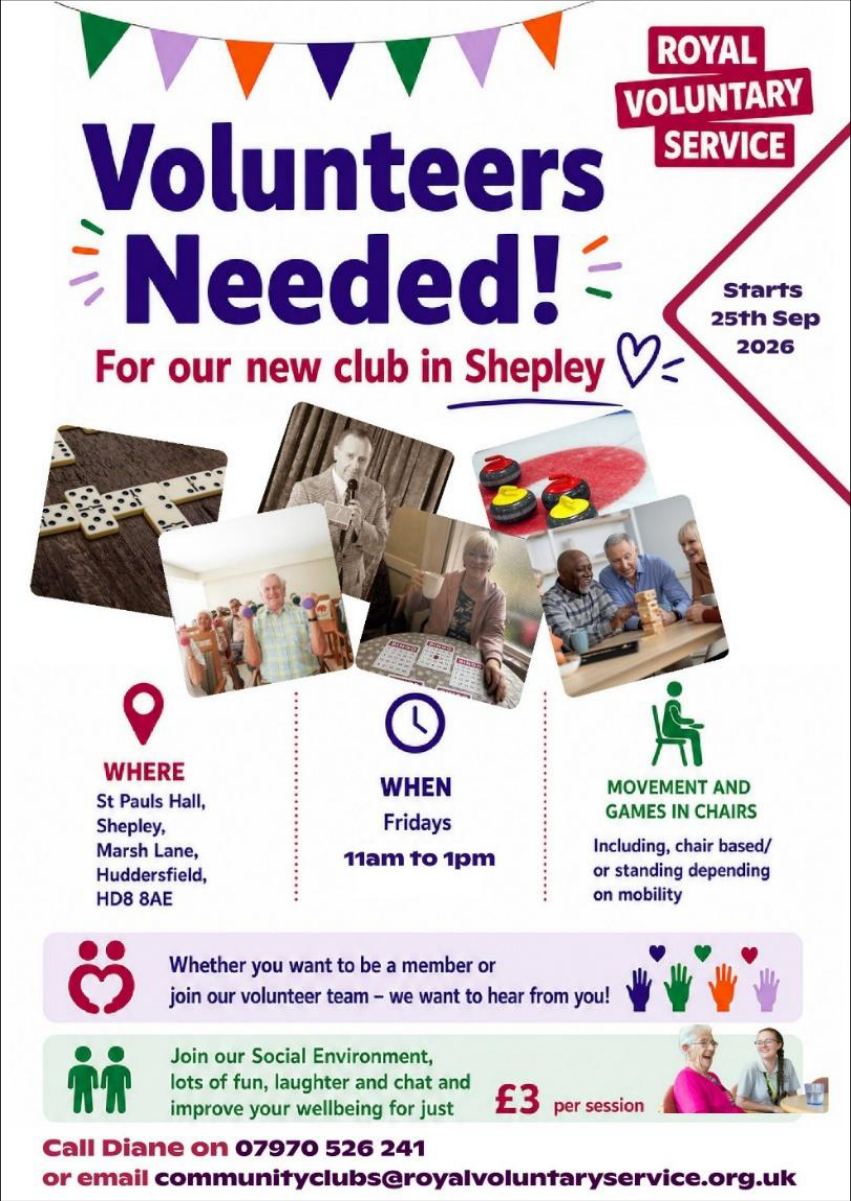 ROYAL
VOLUNTARY
SERVICE
Volunteers
Needed!
For our new club in Shepley
Starts
25th Sep
2026
BINGO
BINGO
BINGO
WHERE
St Pauls Hall,
Shepley,
Marsh Lane,
Huddersfield,
HD8 8AE
WHEN
Fridays
11am to 1pm
MOVEMENT AND
GAMES IN CHAIRS
Including, chair based/
or standing depending
on mobility
Whether you want to be a member or
join our volunteer team – we want to hear from you!
Join our Social Environment,
lots of fun, laughter and chat and
improve your wellbeing for just
£3 per session
Call Diane on 07970 526 241
or email communityclubs@royalvoluntaryservice.org.uk